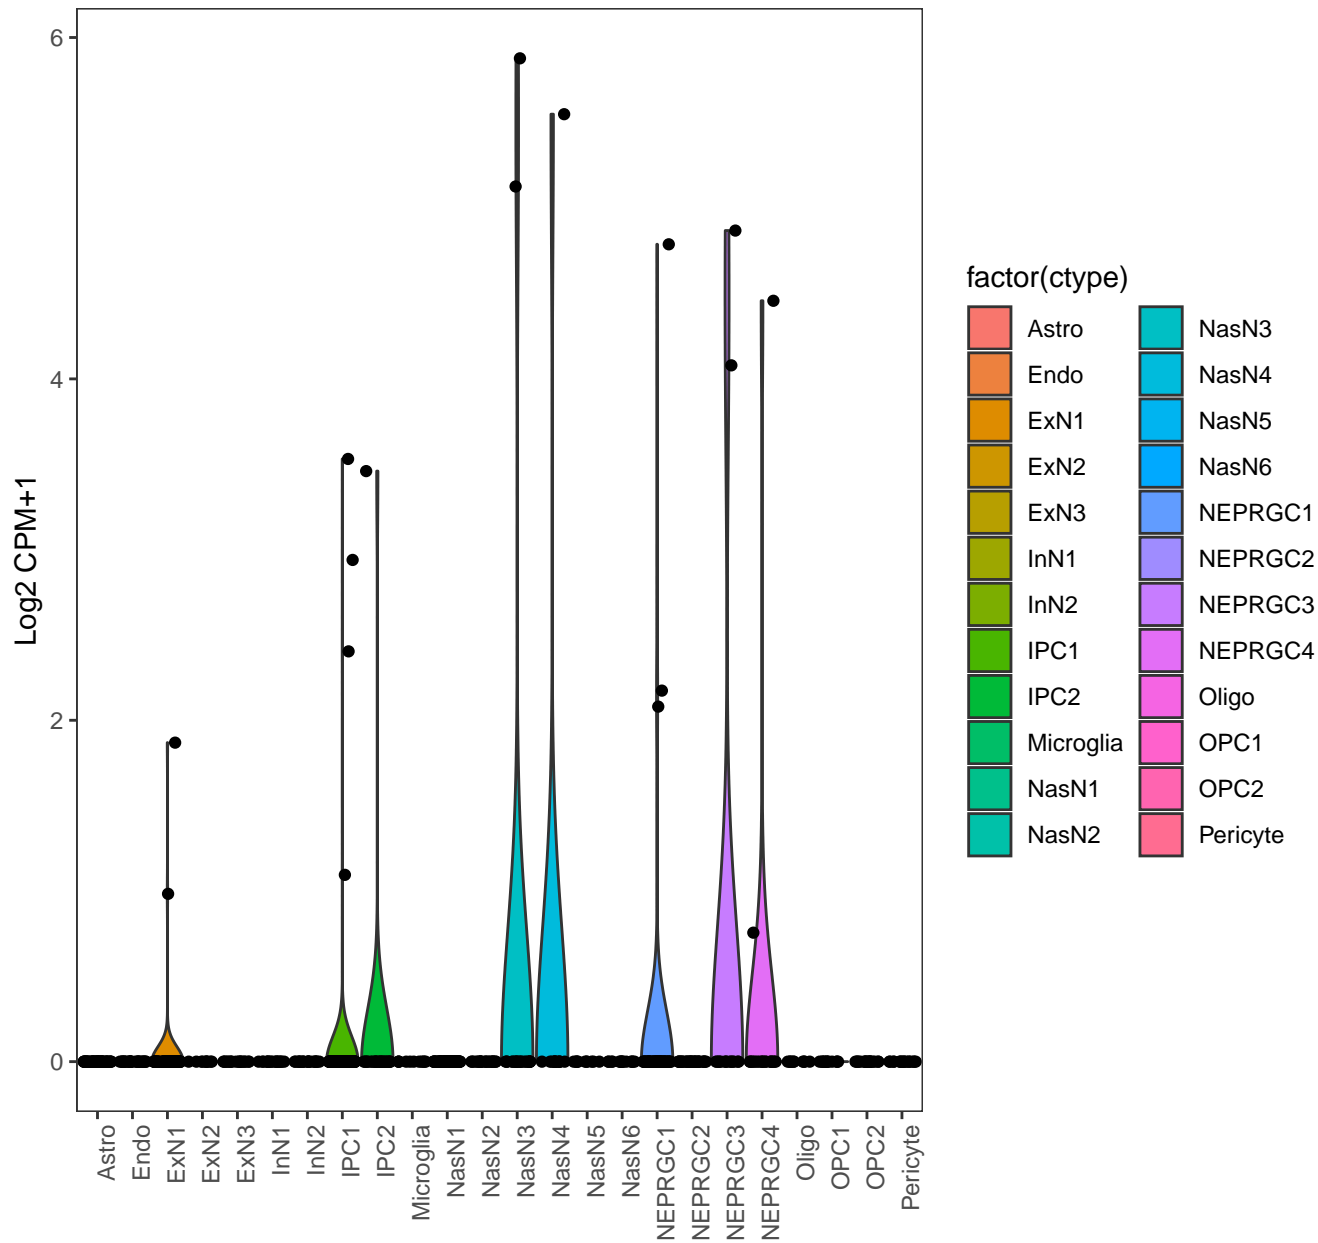 6
4
2
0
Log2 CPM+1
Astro
Endo
ExN1
ExN2
ExN3
InN1
InN2
IPC1
IPC2
Microglia
NasN1
NasN2
NasN3
NasN4
NasN5
NasN6
NEPRGC1
NEPRGC2
NEPRGC3
NEPRGC4
Oligo
OPC1
OPC2
Pericyte
factor(ctype)
Astro
Endo
ExN1
ExN2
ExN3
InN1
InN2
IPC1
IPC2
Microglia
NasN1
NasN2
NasN3
NasN4
NasN5
NasN6
NEPRGC1
NEPRGC2
NEPRGC3
NEPRGC4
Oligo
OPC1
OPC2
Pericyte